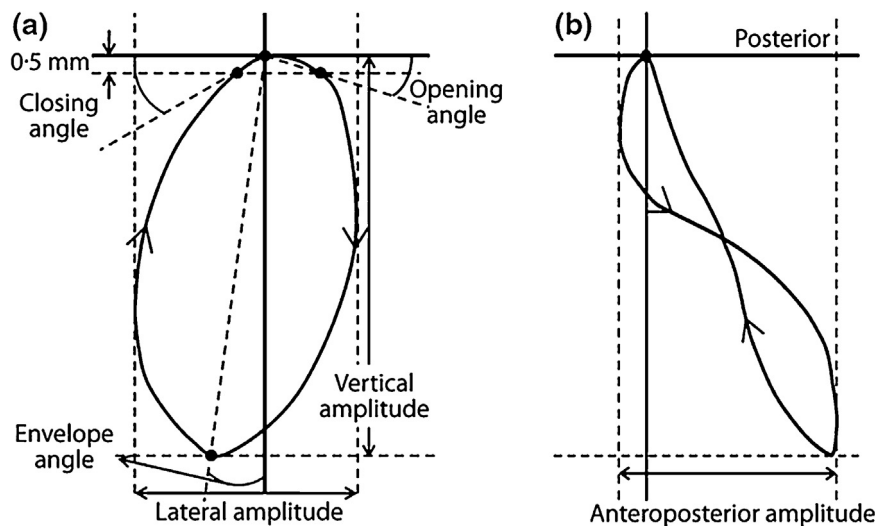 (a)
0·5 mm
Closing
angle
Opening
angle
Vertical
amplitude
Envelope
angle
Lateral amplitude
(b)
Posterior
Anteroposterior amplitude